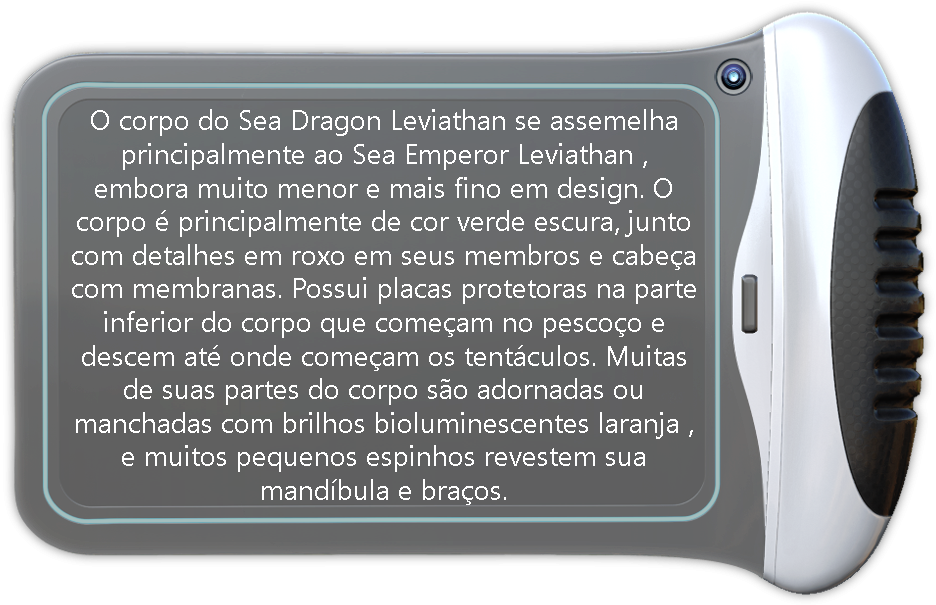 O corpo do Sea Dragon Leviathan se assemelha
principalmente ao Sea Emperor Leviathan ,
embora muito menor e mais fino em design. O
corpo é principalmente de cor verde escura, junto
com detalhes em roxo em seus membros e cabeça
com membranas. Possui placas protetoras na parte
inferior do corpo que começam no pescoço e
descem até onde começam os tentáculos. Muitas
de suas partes do corpo são adornadas ou
manchadas com brilhos bioluminescentes laranja ,
e muitos pequenos espinhos revestem sua
mandíbula e braços.